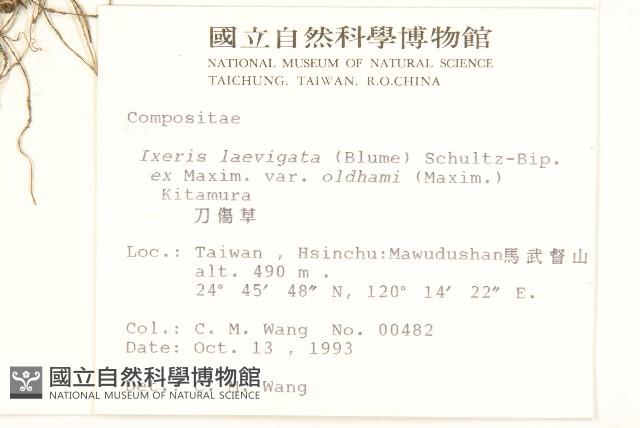 國立自然科學博物館
NATIONAL MUSEUM OF NATURAL SCIENCE
TAICHUNG, TAIWAN, R.O.CHINA
Compositae
Ixeris laevigata (Blume) Schultz-Bip.
ex Maxim. var. oldhami (Maxim.)
Kitamura
刀傷草
Loc.: Taiwan , Hsinchu:Mawudushan馬武督山
alt. 490 m .
24° 45′ 48″ N, 120° 14′ 22″ E.
Col.: C. M. Wang No. 00482
Date: Oct. 13 , 1993
Det.: C. M. Wang
國立自然科學博物館
NATIONAL MUSEUM OF NATURAL SCIENCE